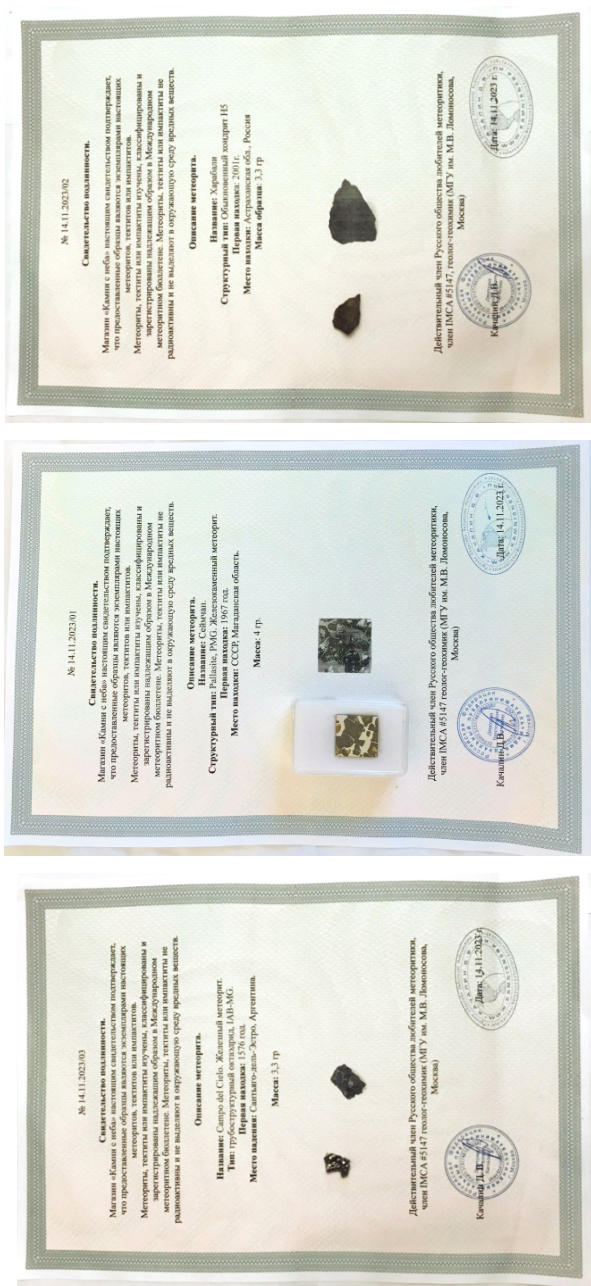 № 14.11.2023/02
Свидетельство подлинности.
Магазин «Камни с неба» настоящим свидетельством подтверждает,
что предоставленные образцы являются экземплярами настоящих
метеоритов, тектитов или импактитов.
Метеориты, тектиты или импактиты изучены, классифицированы и
зарегистрированы надлежащим образом в Международном
метеоритном бюллетене. Метеориты, тектиты или импактиты не
радиоактивны и не выделяют в окружающую среду вредных веществ.
Описание метеорита.
Название: Харабали
Структурный тип: Обыкновенный хондрит H5
Первая находка: 2001г.
Место находки: Астраханская обл., Россия
Масса образца: 3,3 гр
Действительный член Русского общества любителей метеоритики,
член IMCA #5147, геолог-геохимик (МГУ им. М.В. Ломоносова,
Москва)
Качалин Д.В. Дата: 14.11.2023 г.
№ 14.11.2023/01
Свидетельство подлинности.
Магазин «Камни с неба» настоящим свидетельством подтверждает,
что предоставленные образцы являются экземплярами настоящих
метеоритов, тектитов или импактитов.
Метеориты, тектиты или импактиты изучены, классифицированы и
зарегистрированы надлежащим образом в Международном
метеоритном бюллетене. Метеориты, тектиты или импактиты не
радиоактивны и не выделяют в окружающую среду вредных веществ.
Описание метеорита.
Название: Сеймчан.
Структурный тип: Pallasite, PMG. Железокаменный метеорит.
Первая находка: 1967 год.
Место находки: СССР, Магаданская область.
Масса: 4 гр.
Действительный член Русского общества любителей метеоритики,
член IMCA #5147 геолог-геохимик (МГУ им. М.В. Ломоносова,
Москва)
Качалин Д.В. Дата: 14.11.2023 г.
№ 14.11.2023/03
Свидетельство подлинности.
Магазин «Камни с неба» настоящим свидетельством подтверждает,
что предоставленные образцы являются экземплярами настоящих
метеоритов, тектитов или импактитов.
Метеориты, тектиты или импактиты изучены, классифицированы и
зарегистрированы надлежащим образом в Международном
метеоритном бюллетене. Метеориты, тектиты или импактиты не
радиоактивны и не выделяют в окружающую среду вредных веществ.
Описание метеорита.
Название: Campo del Cielo. Железный метеорит.
Тип: грубоструктурный октаэдрид, IAB-MG.
Первая находка: 1576 год.
Место падения: Сантьяго-дель-Эстро, Аргентина.
Масса: 3,3 гр
Действительный член Русского общества любителей метеоритики,
член IMCA #5147 геолог-геохимик (МГУ им. М.В. Ломоносова,
Москва)
Качалин Д. В. Дата: 14.11.2023 г.